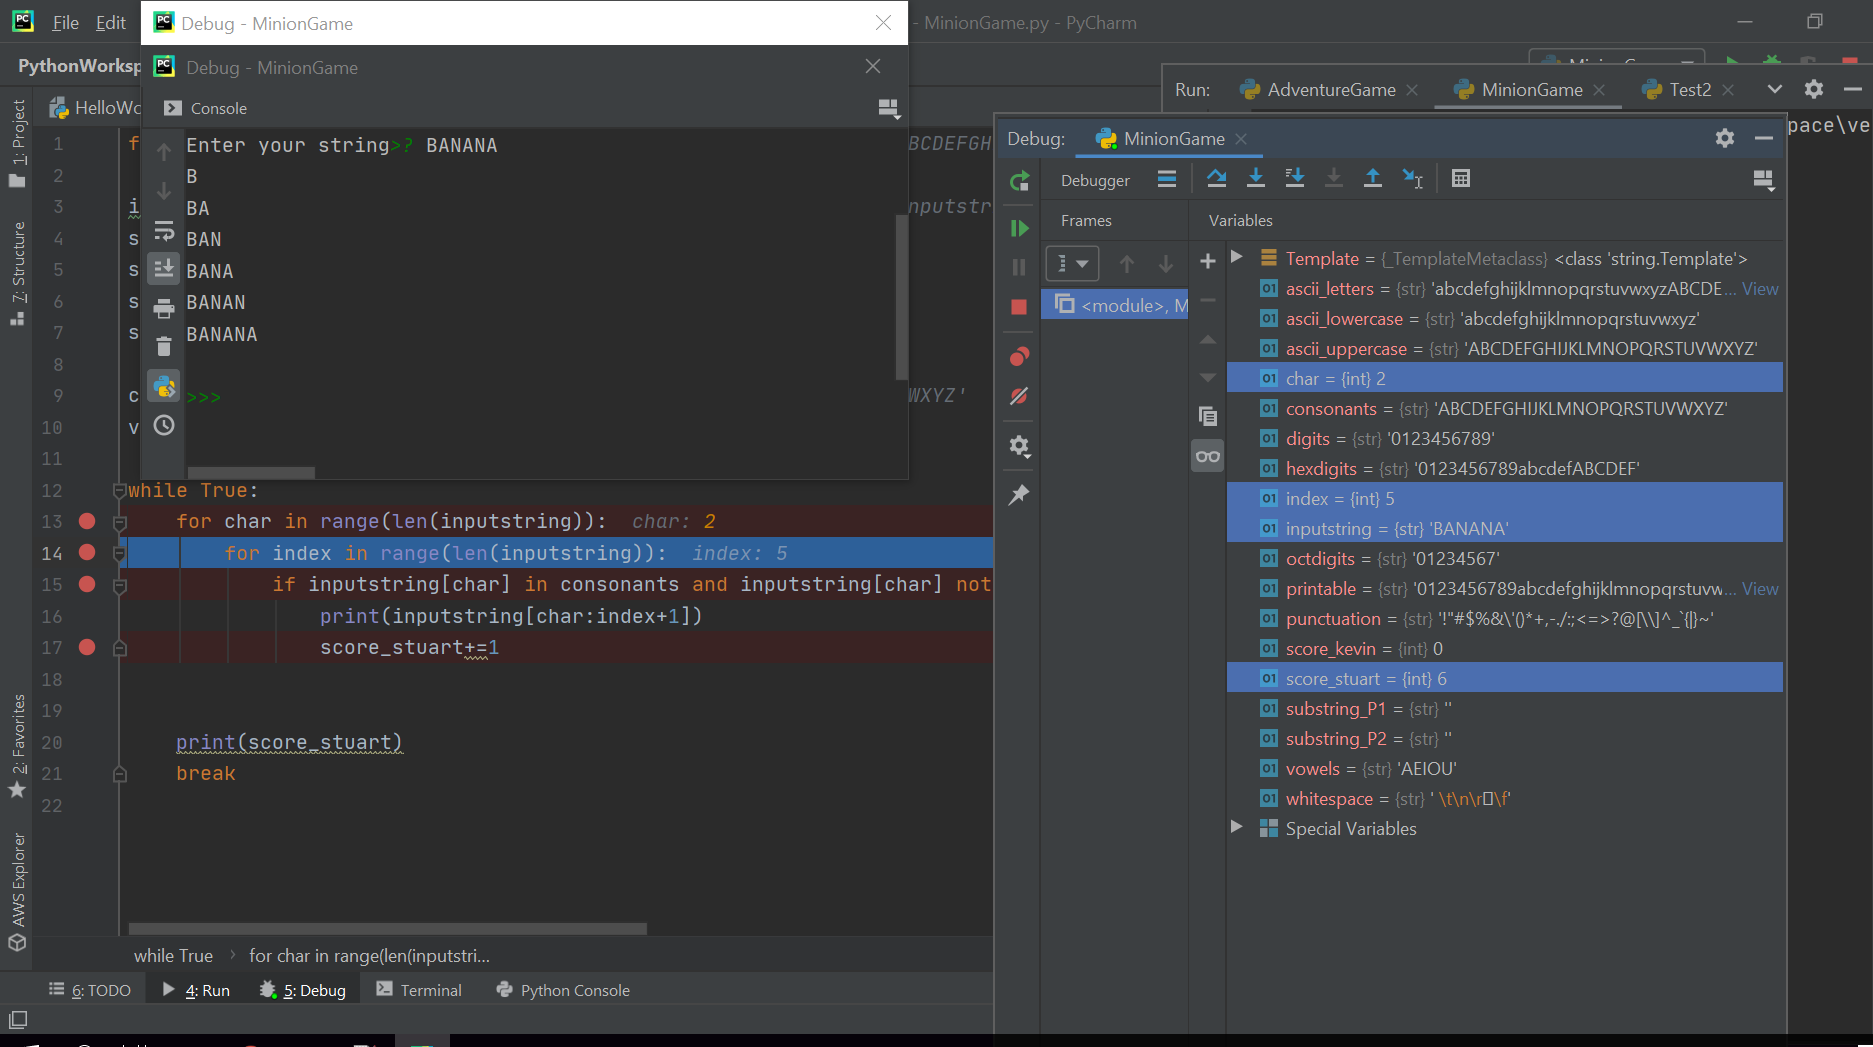 File Edit
Debug - MinionGame
- MinionGame.py - PyCharm
PythonWorksp
Debug - MinionGame
HelloWo
Console
Run: AdventureGame MinionGame Test2
pace\ve
Enter your string>? BANANA
B
BA
BAN
BANA
BANAN
BANANA
>>>
BCDEFGH
nputstr
WXYZ'
1 f
2
3 i
4 s
5 s
6 s
7 s
8
9 c
10 v
11
12 while True:
13 for char in range(len(inputstring)): char: 2
14 for index in range(len(inputstring)): index: 5
15 if inputstring[char] in consonants and inputstring[char] not
16 print(inputstring[char:index+1])
17 score_stuart+=1
18
19
20 print(score_stuart)
21 break
22
while True > for char in range(len(inputstri...
1: Project
7: Structure
2: Favorites
AWS Explorer
6: TODO 4: Run 5: Debug Terminal Python Console
Debug: MinionGame
Debugger
Frames Variables
<module>, M
Template = {_TemplateMetaclass} <class 'string.Template'>
ascii_letters = {str} 'abcdefghijklmnopqrstuvwxyzABCDE... View
ascii_lowercase = {str} 'abcdefghijklmnopqrstuvwxyz'
ascii_uppercase = {str} 'ABCDEFGHIJKLMNOPQRSTUVWXYZ'
char = {int} 2
consonants = {str} 'ABCDEFGHIJKLMNOPQRSTUVWXYZ'
digits = {str} '0123456789'
hexdigits = {str} '0123456789abcdefABCDEF'
index = {int} 5
inputstring = {str} 'BANANA'
octdigits = {str} '01234567'
printable = {str} '0123456789abcdefghijklmnopqrstuvw... View
punctuation = {str} '!"#$%&\'()*+,-./:;<=>?@[\\]^_`{|}~'
score_kevin = {int} 0
score_stuart = {int} 6
substring_P1 = {str} ''
substring_P2 = {str} ''
vowels = {str} 'AEIOU'
whitespace = {str} ' \t\n\r▯\f'
Special Variables